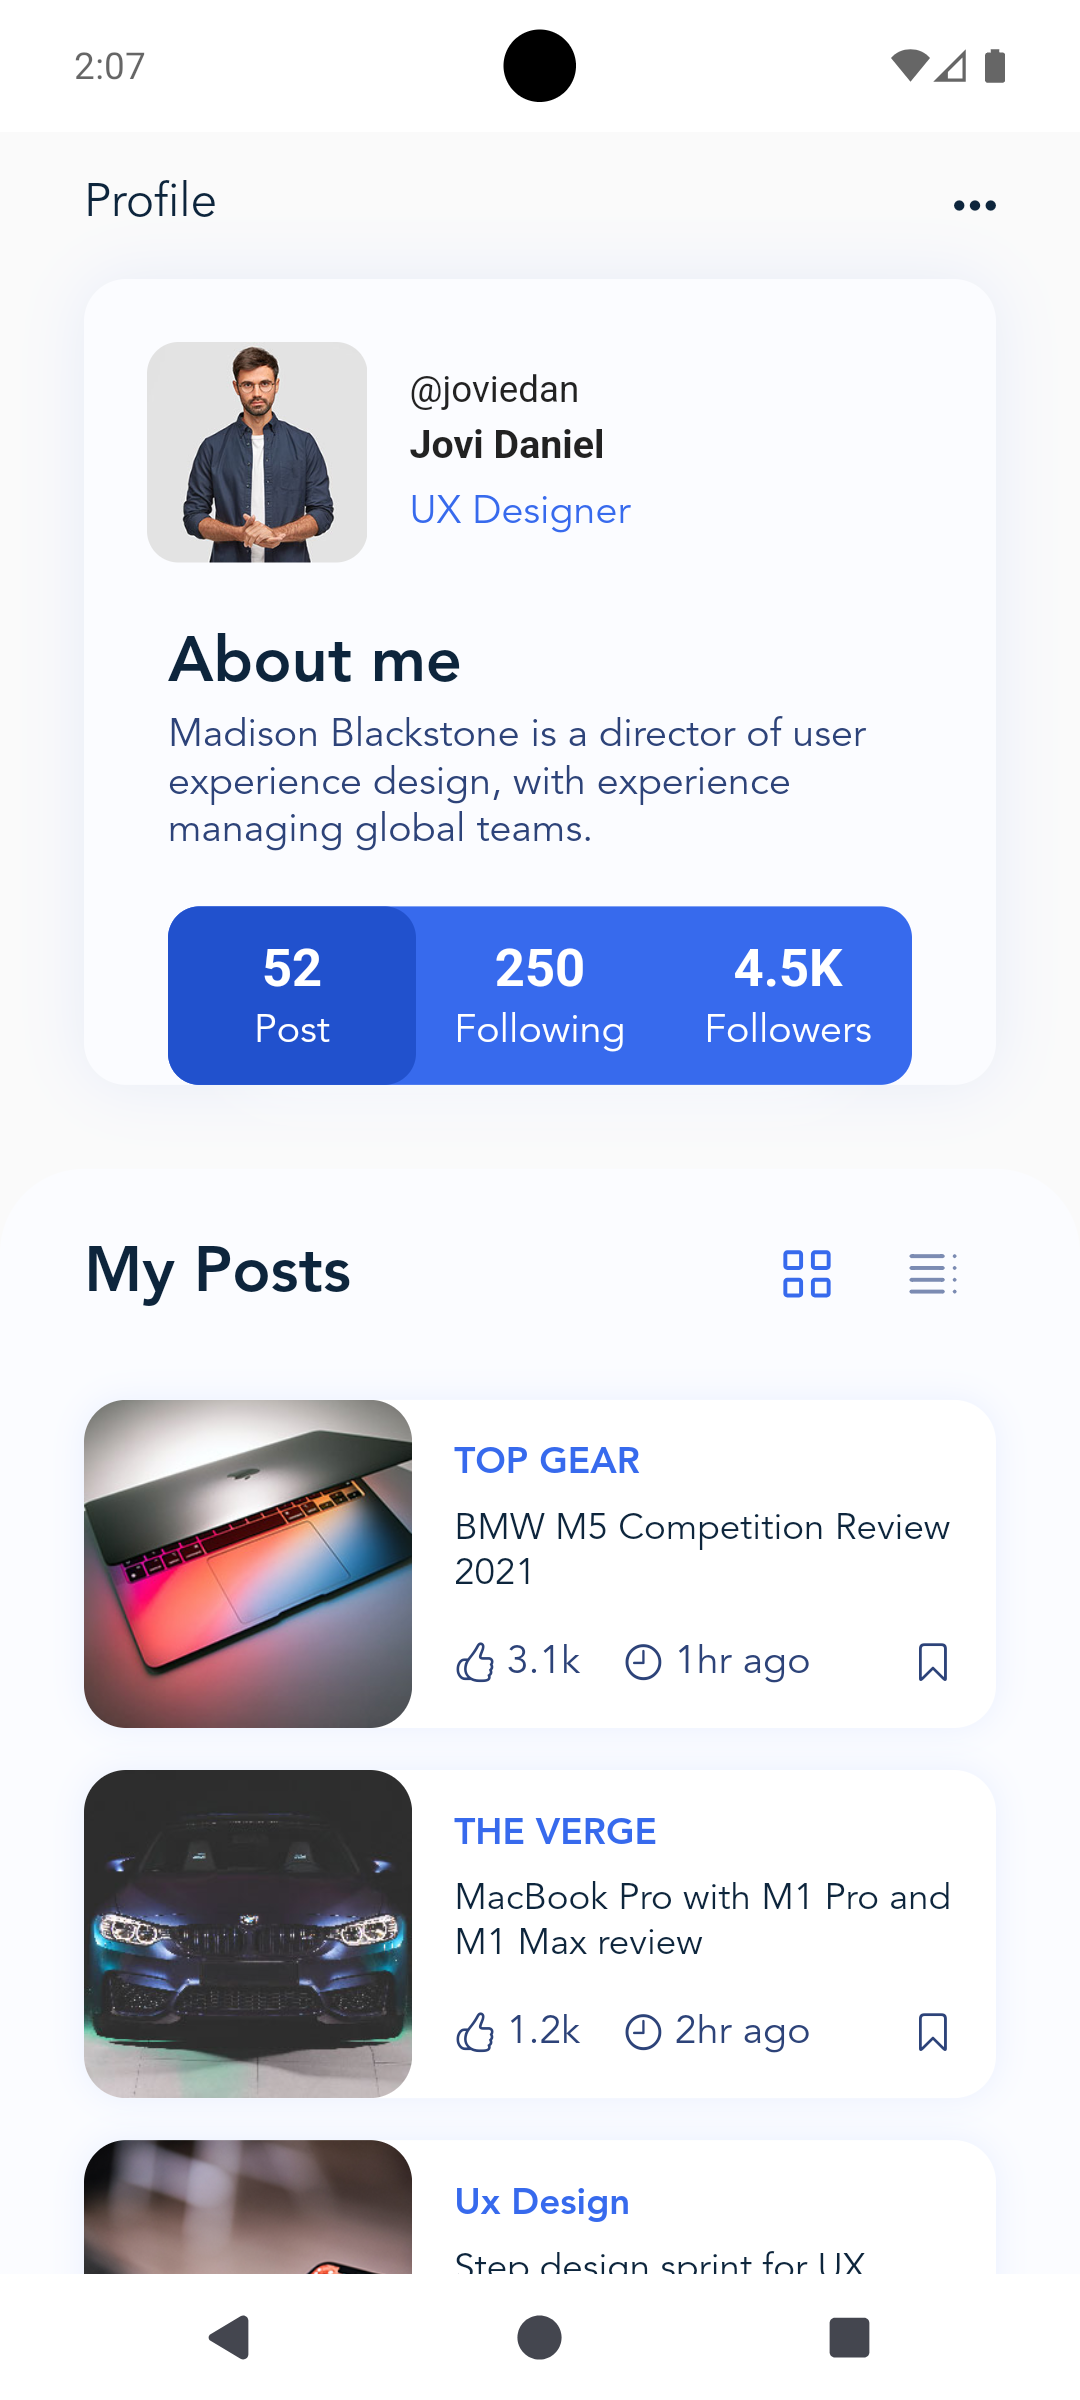 2:07
Profile
@joviedan
Jovi Daniel
UX Designer
About me
Madison Blackstone is a director of user
experience design, with experience
managing global teams.
52
Post
250
Following
4.5K
Followers
My Posts
TOP GEAR
BMW M5 Competition Review
2021
3.1k
1hr ago
THE VERGE
MacBook Pro with M1 Pro and
M1 Max review
1.2k
2hr ago
Ux Design
Step design sprint for UX